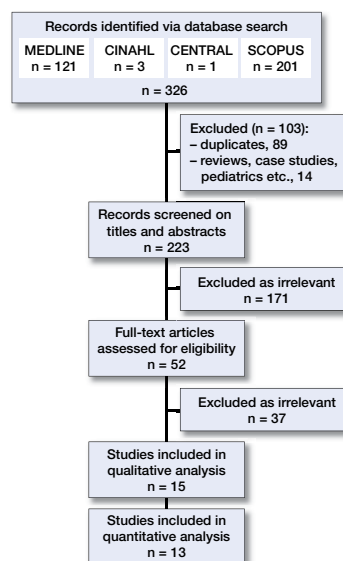 Records identified via database search
MEDLINE CINAHL CENTRAL SCOPUS
n = 121 n = 3 n = 1 n = 201
n = 326
Excluded (n = 103):
– duplicates, 89
– reviews, case studies,
pediatrics etc., 14
Records screened on
titles and abstracts
n = 223
Excluded as irrelevant
n = 171
Full-text articles
assessed for eligibility
n = 52
Excluded as irrelevant
n = 37
Studies included in
qualitative analysis
n = 15
Studies included in
quantitative analysis
n = 13